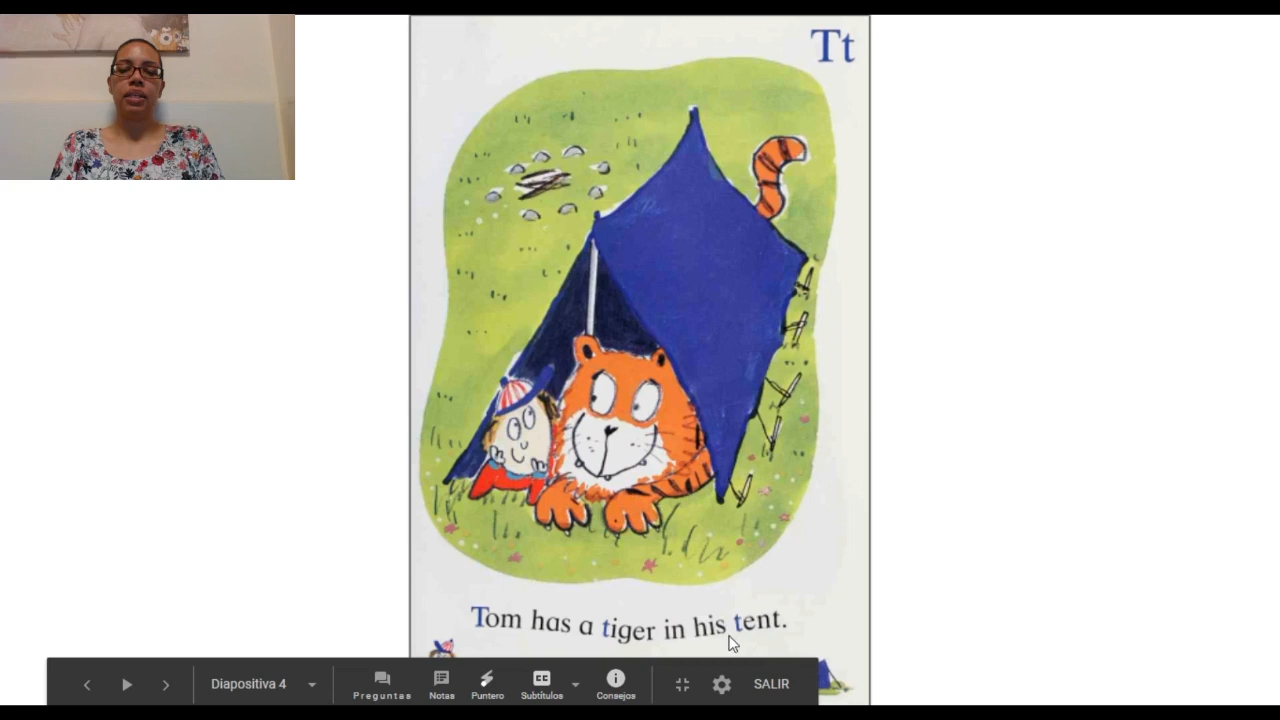 Tt
Tom has a tiger in his tent.
Diapositiva 4
Preguntas
Notas
Puntero
Subtítulos
Consejos
SALIR